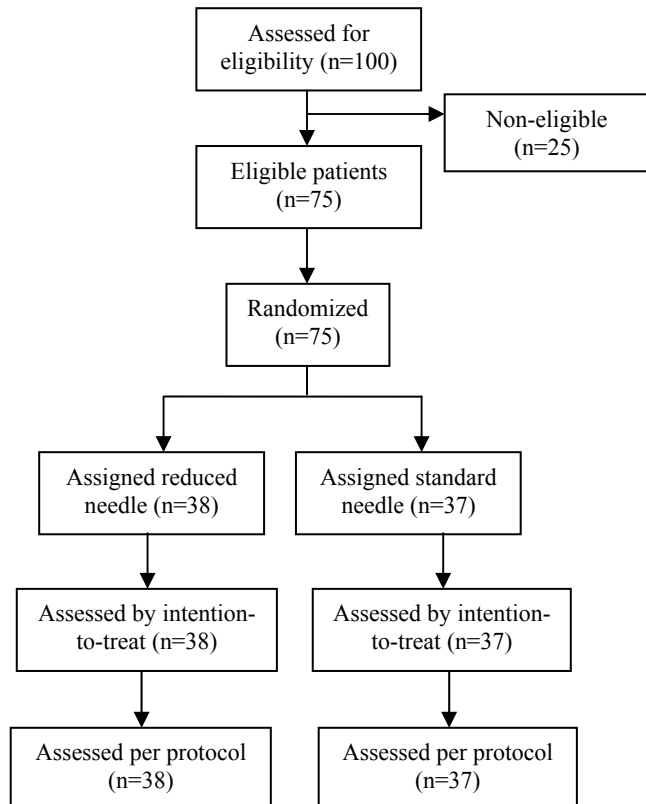 Assessed for
eligibility (n=100)
Non-eligible
(n=25)
Eligible patients
(n=75)
Randomized
(n=75)
Assigned reduced
needle (n=38)
Assigned standard
needle (n=37)
Assessed by intention-
to-treat (n=38)
Assessed by intention-
to-treat (n=37)
Assessed per protocol
(n=38)
Assessed per protocol
(n=37)